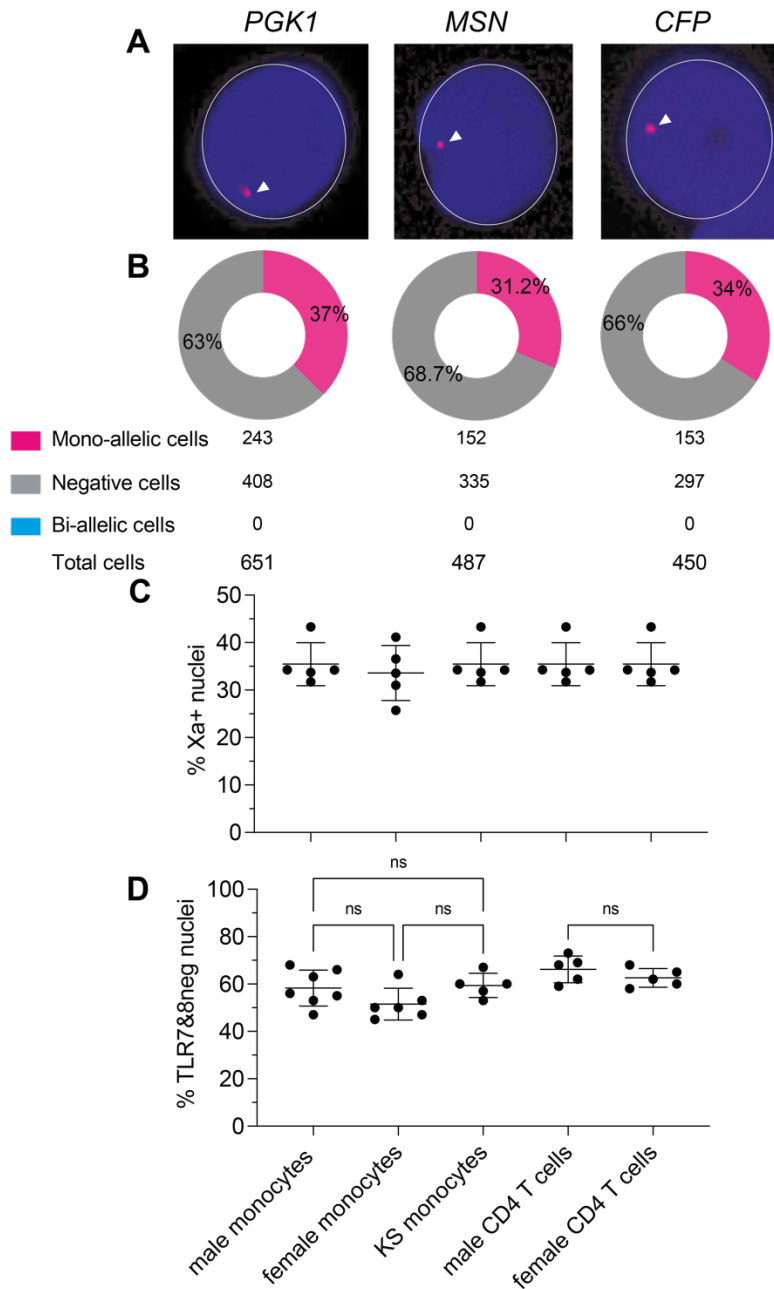 PGK1 MSN CFP
A
B
37% 31.2% 34%
63% 68.7% 66%
Mono-allelic cells 243 152 153
Negative cells 408 335 297
Bi-allelic cells 0 0 0
Total cells 651 487 450
C
50
40
30
20
10
0
% Xa+ nuclei
D
ns
ns ns ns
100
80
60
40
20
0
% TLR7&8neg nuclei
male monocytes
female monocytes
KS monocytes
male CD4 T cells
female CD4 T cells